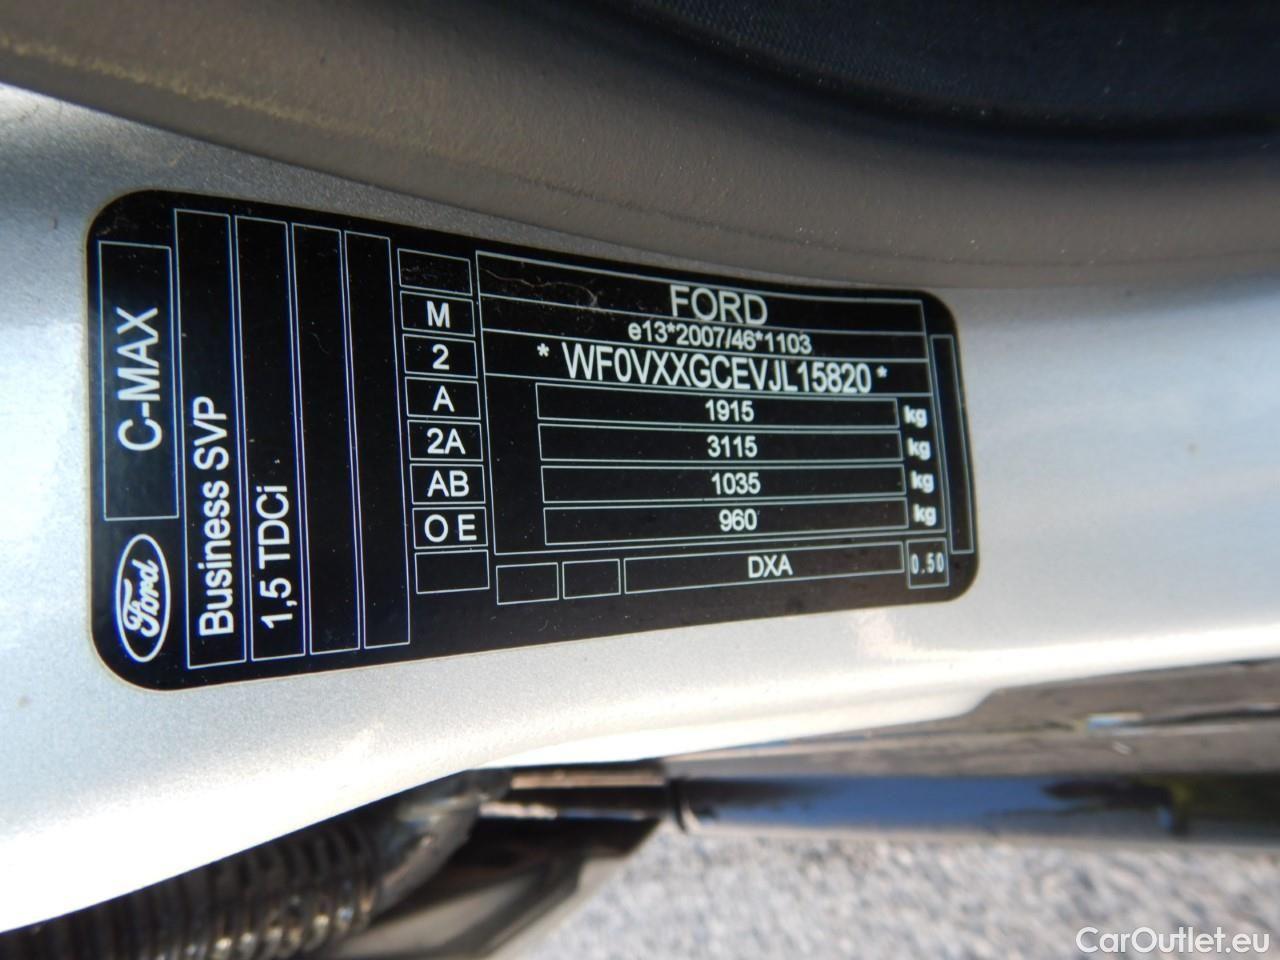 C-MAX
Ford
Business SVP
1,5 TDCi
M
2
A
2A
AB
O E
FORD
e13*2007/46*1103
* WF0VXXGCEVJL15820 *
1915 kg
3115 kg
1035 kg
960 kg
DXA
0.50
CarOutlet.eu